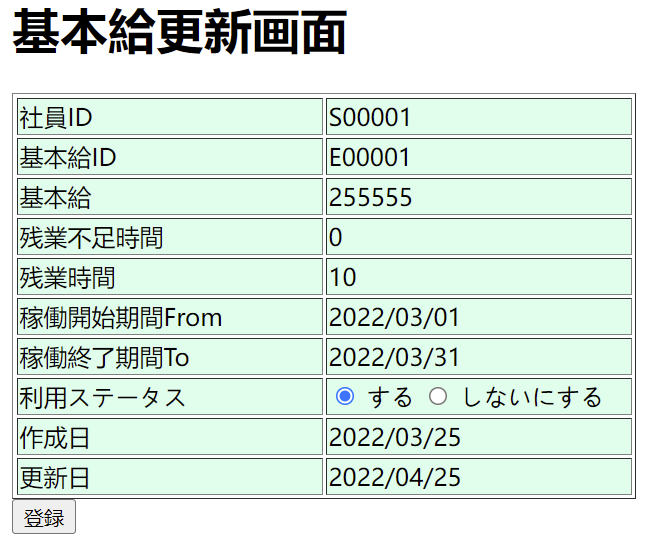 基本給更新画面
社員ID S00001
基本給ID E00001
基本給 255555
残業不足時間 0
残業時間 10
稼働開始期間From 2022/03/01
稼働終了期間To 2022/03/31
利用ステータス する しないにする
作成日 2022/03/25
更新日 2022/04/25
登録